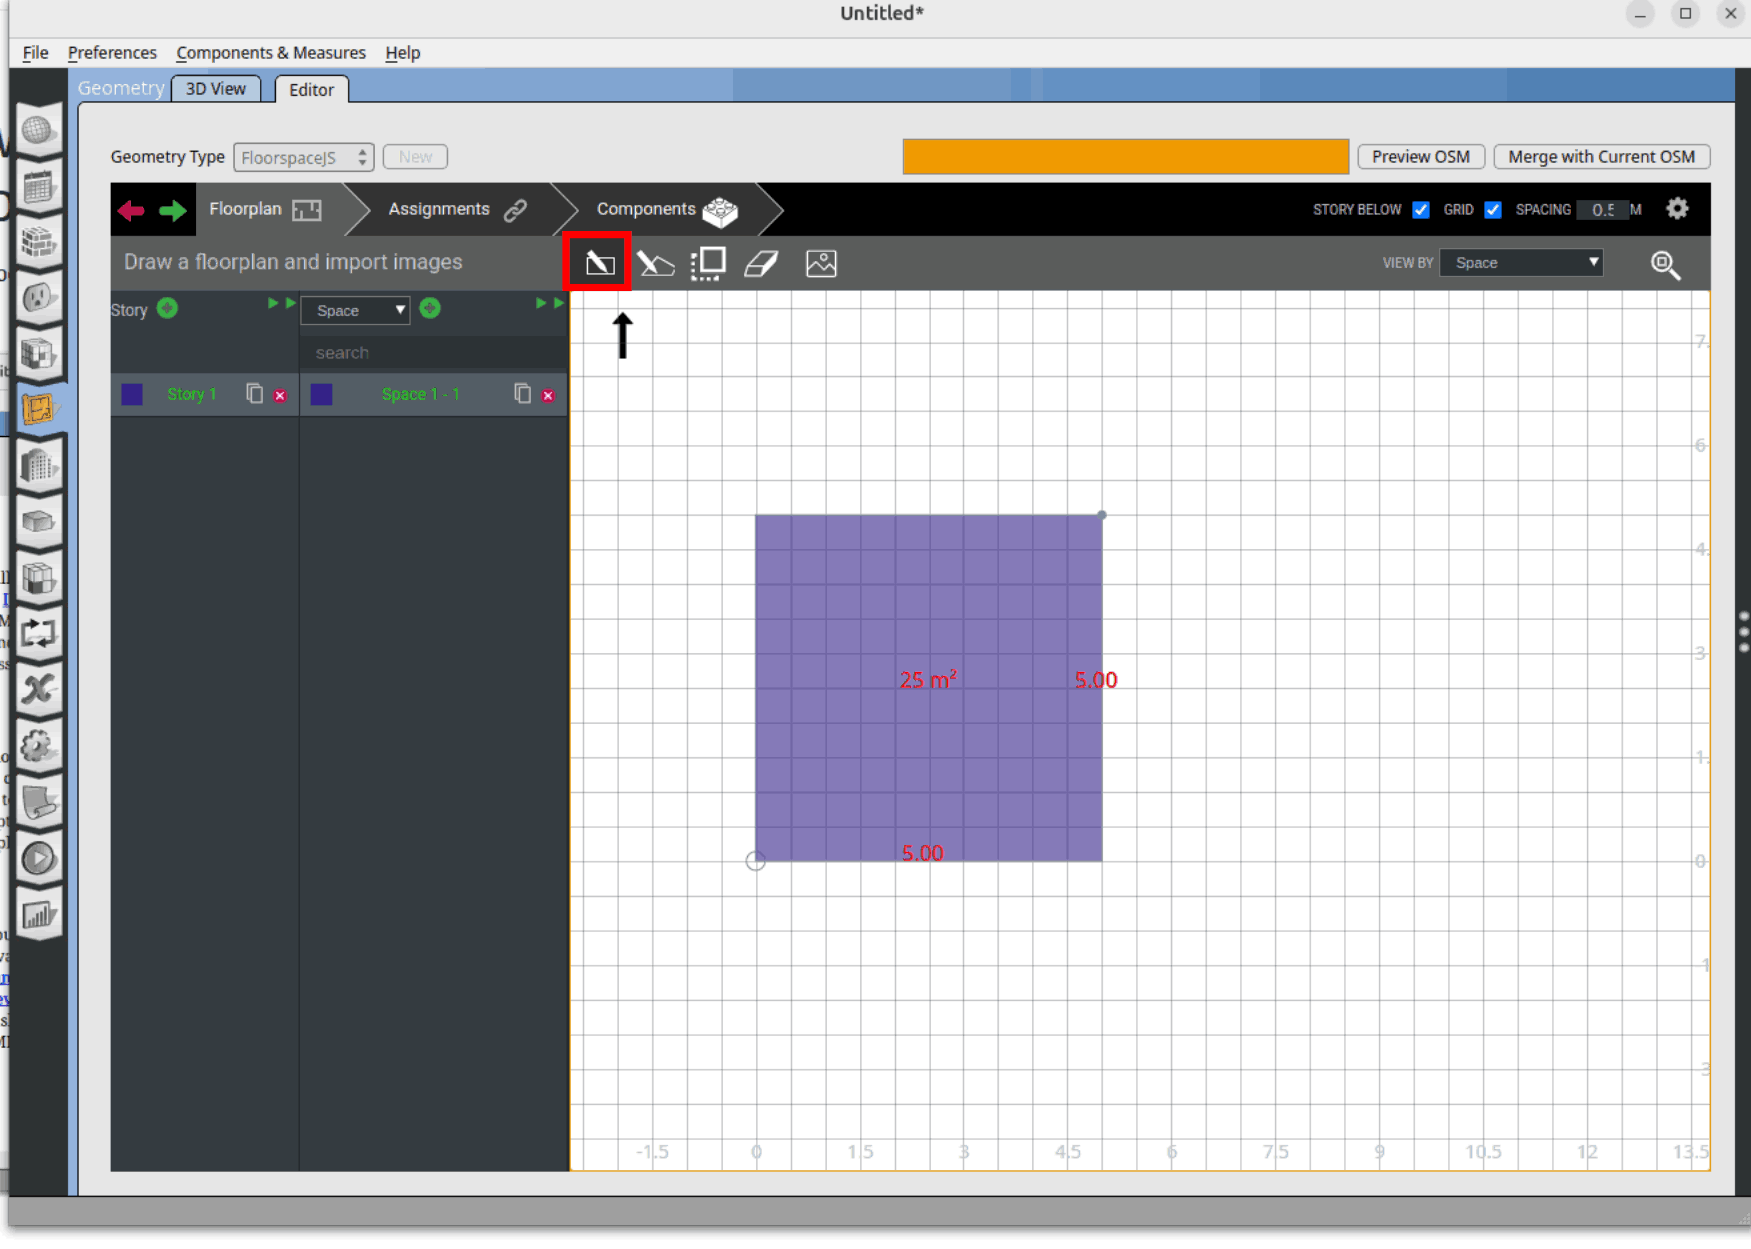 Untitled*
File Preferences Components & Measures Help
Geometry 3D View Editor
Geometry Type FloorspaceJS New Preview OSM Merge with Current OSM
Floorplan Assignments Components STORY BELOW GRID SPACING 0.5 M
Draw a floorplan and import images VIEW BY Space
Story Space
search
Story 1 Space 1 - 1
7.
6
4.
3
25 m² 5.00
1.
5.00
0
1
3
-1.5 0 1.5 3 4.5 6 7.5 9 10.5 12 13.5